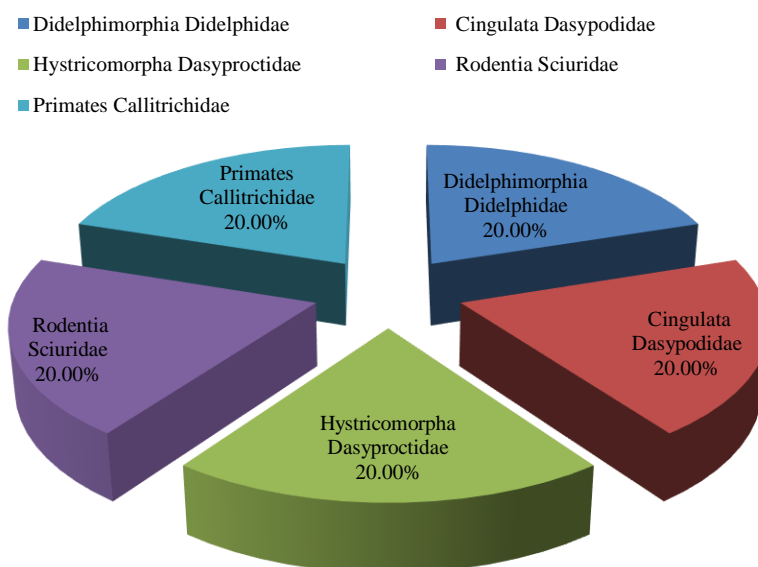 Didelphimorphia Didelphidae
Cingulata Dasypodidae
Hystricomorpha Dasyproctidae
Rodentia Sciuridae
Primates Callitrichidae
Primates
Callitrichidae
20.00%
Didelphimorphia
Didelphidae
20.00%
Rodentia
Sciuridae
20.00%
Cingulata
Dasypodidae
20.00%
Hystricomorpha
Dasyproctidae
20.00%